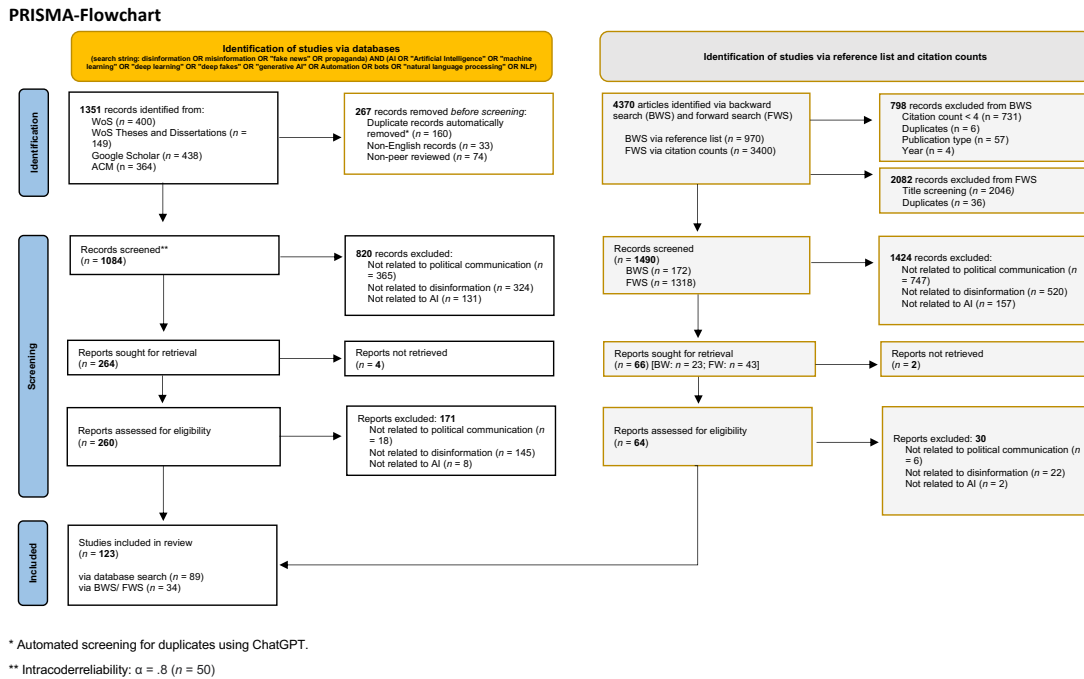 PRISMA-Flowchart
Identification of studies via databases
(search string: disinformation OR misinformation OR "fake news" OR propaganda) AND (AI OR "Artificial Intelligence" OR "machine
learning" OR "deep learning" OR "deep fakes" OR "generative AI" OR Automation OR bots OR "natural language processing" OR NLP)
Identification of studies via reference list and citation counts
Identification
1351 records identified from:
WoS (n = 400)
WoS Theses and Dissertations (n =
149)
Google Scholar (n = 438)
ACM (n = 364)
267 records removed before screening:
Duplicate records automatically
removed* (n = 160)
Non-English records (n = 33)
Non-peer reviewed (n = 74)
4370 articles identified via backward
search (BWS) and forward search (FWS)
BWS via reference list (n = 970)
FWS via citation counts (n = 3400)
798 records excluded from BWS
Citation count < 4 (n = 731)
Duplicates (n = 6)
Publication type (n = 57)
Year (n = 4)
2082 records excluded from FWS
Title screening (n = 2046)
Duplicates (n = 36)
Screening
Records screened**
(n = 1084)
820 records excluded:
Not related to political communication (n
= 365)
Not related to disinformation (n = 324)
Not related to AI (n = 131)
Records screened
(n = 1490)
BWS (n = 172)
FWS (n = 1318)
1424 records excluded:
Not related to political communication (n
= 747)
Not related to disinformation (n = 520)
Not related to AI (n = 157)
Reports sought for retrieval
(n = 264)
Reports not retrieved
(n = 4)
Reports sought for retrieval
(n = 66) [BW: n = 23; FW: n = 43]
Reports not retrieved
(n = 2)
Reports assessed for eligibility
(n = 260)
Reports excluded: 171
Not related to political communication (n
= 18)
Not related to disinformation (n = 145)
Not related to AI (n = 8)
Reports assessed for eligibility
(n = 64)
Reports excluded: 30
Not related to political communication (n
= 6)
Not related to disinformation (n = 22)
Not related to AI (n = 2)
Included
Studies included in review
(n = 123)
via database search (n = 89)
via BWS/ FWS (n = 34)
* Automated screening for duplicates using ChatGPT.
** Intracoderreliability: α = .8 (n = 50)